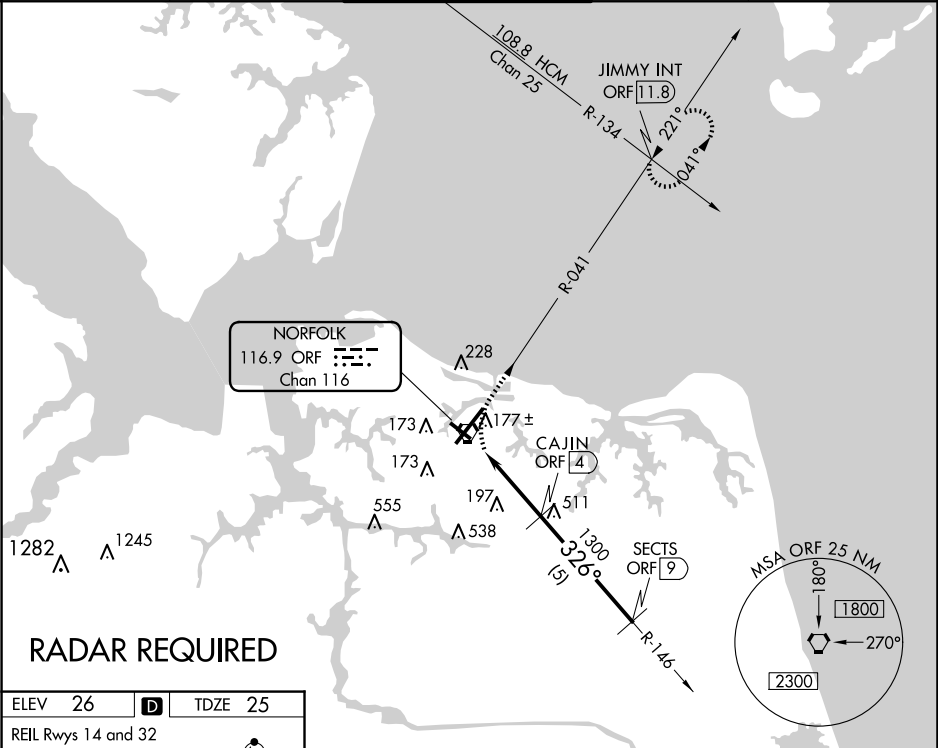 108.8 HCM
Chan 25
R-134
JIMMY INT
ORF 11.8
221°
041°
R-041
NORFOLK
116.9 ORF
Chan 116
228
173
177 ±
173
CAJIN
ORF 4
197
511
555
538
1282
1245
1300
326°
(5)
SECTS
ORF 9
R-146
MSA ORF 25 NM
180°
1800
270°
2300
RADAR REQUIRED
ELEV 26 D TDZE 25
REIL Rwys 14 and 32